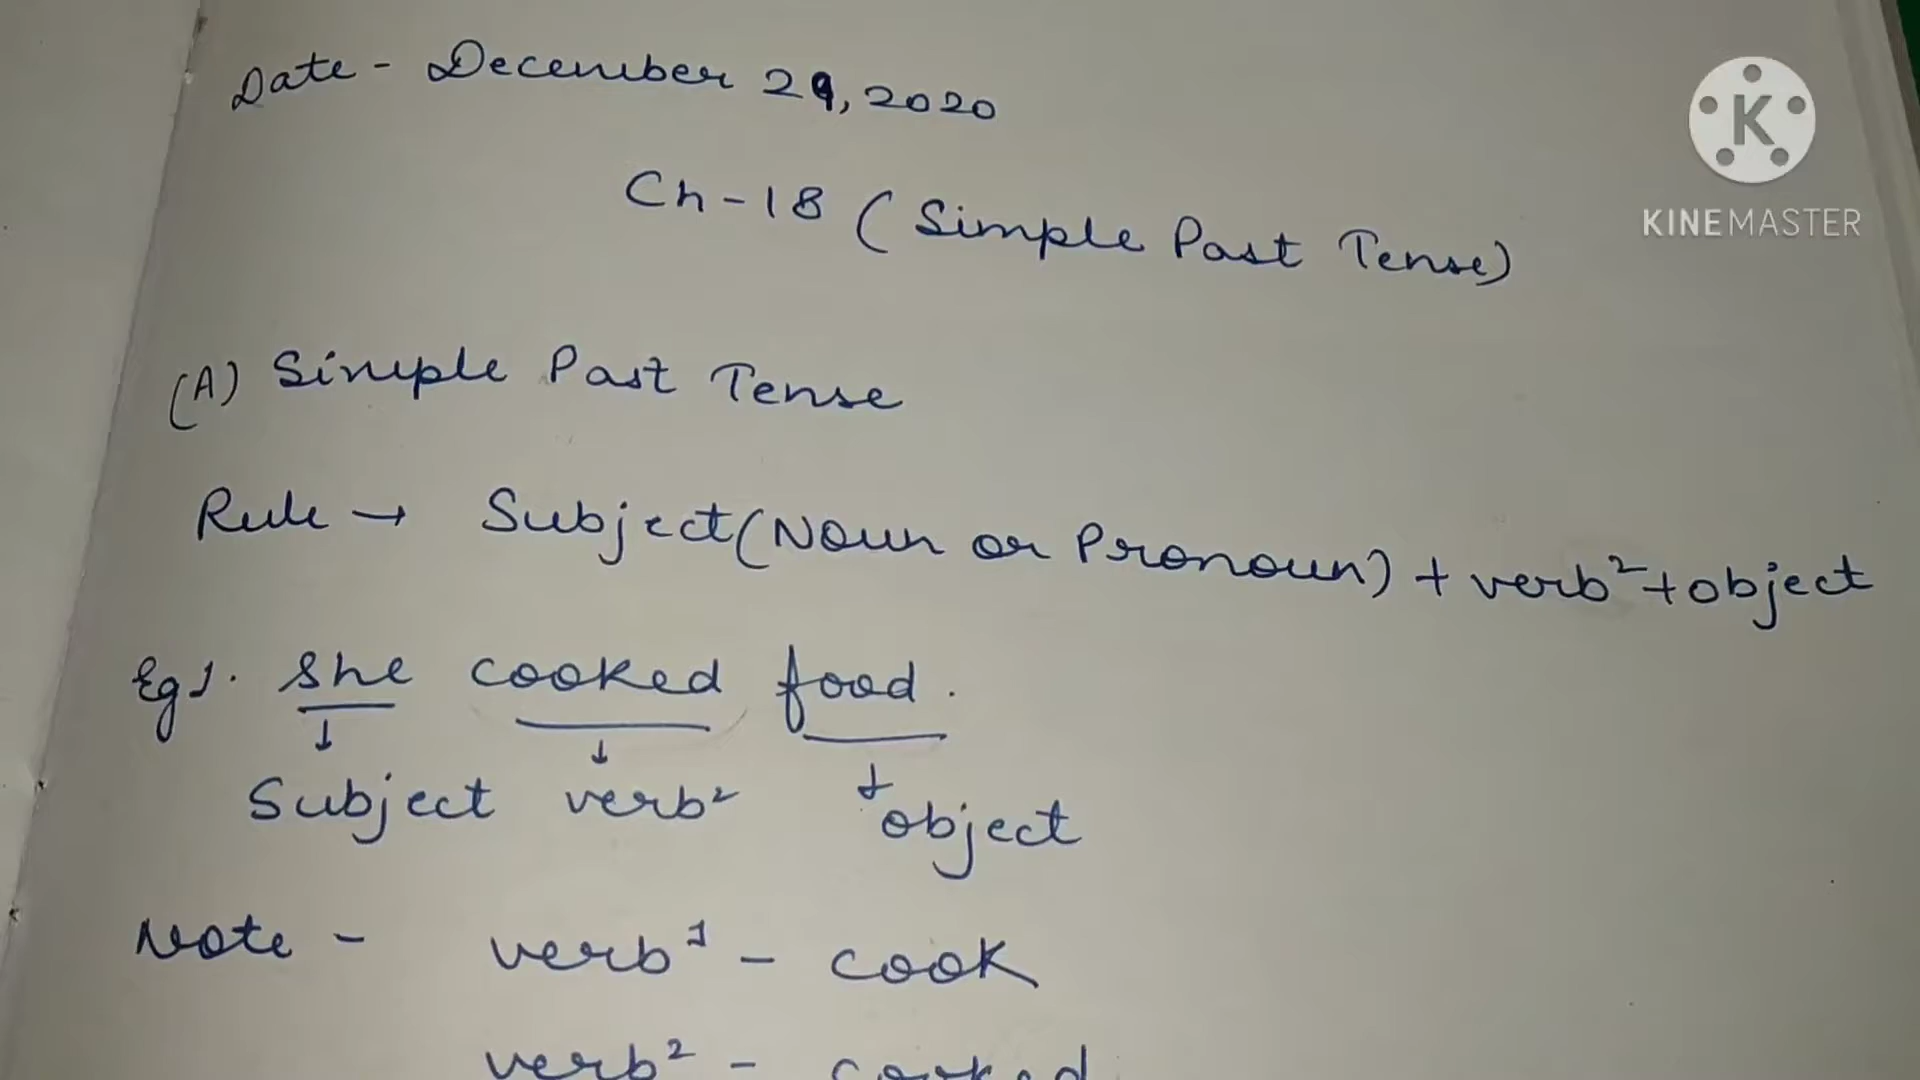 Date - December 29, 2020
Ch-18 (Simple Past Tense)
K
KINEMASTER
(A) Simple Past Tense
Rule → Subject (Noun or Pronoun) + verb² + object
Eg 1. She cooked food.
↓ ↓ ↓
Subject verb² object
Note - verb¹ - cook
verb² - cooked